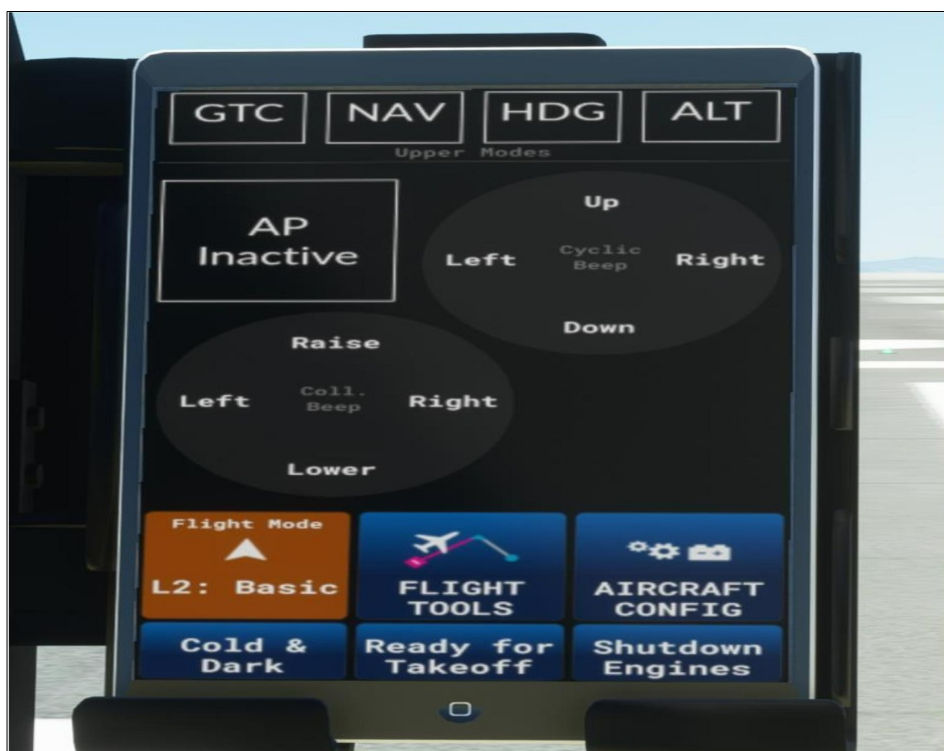 GTC NAV HDG ALT
Upper Modes
AP
Inactive
Up
Left Cyclic Beep Right
Down
Raise
Left Coll. Beep Right
Lower
Flight Mode
L2: Basic
FLIGHT
TOOLS
AIRCRAFT
CONFIG
Cold &
Dark
Ready for
Takeoff
Shutdown
Engines